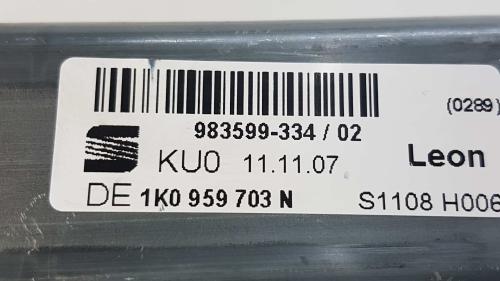 (0289)
983599-334 / 02
KU0 11.11.07 Leon
DE 1K0 959 703 N S1108 H006